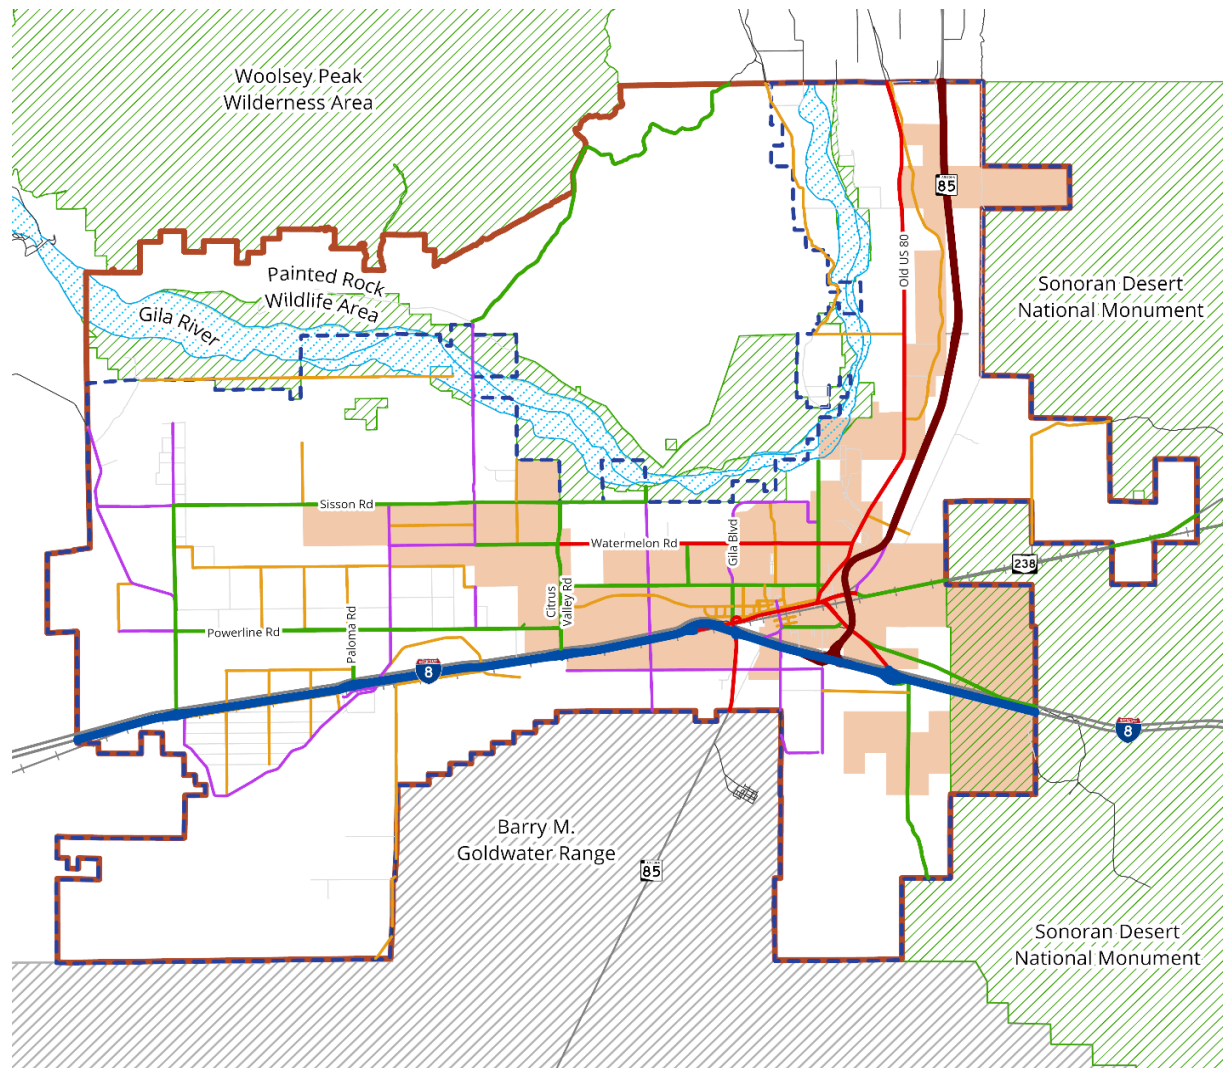 Woolsey Peak
Wilderness Area
85
Old US 80
Painted Rock
Wildlife Area
Gila River
Sonoran Desert
National Monument
Sisson Rd
Watermelon Rd
Gila Blvd
238
Citrus
Valley Rd
Paloma Rd
Powerline Rd
8
8
Barry M.
Goldwater Range
85
Sonoran Desert
National Monument